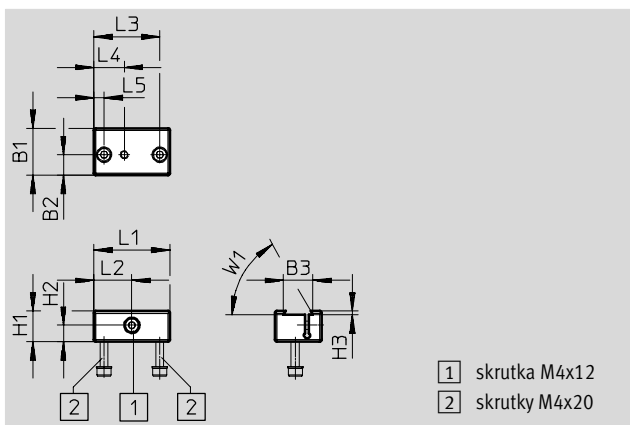 L3
L4
L5
B1
B2
L1
L2
H2
H1
W1
B3
H3
2
1
2
1 skrutka M4x12
2 skrutky M4x20